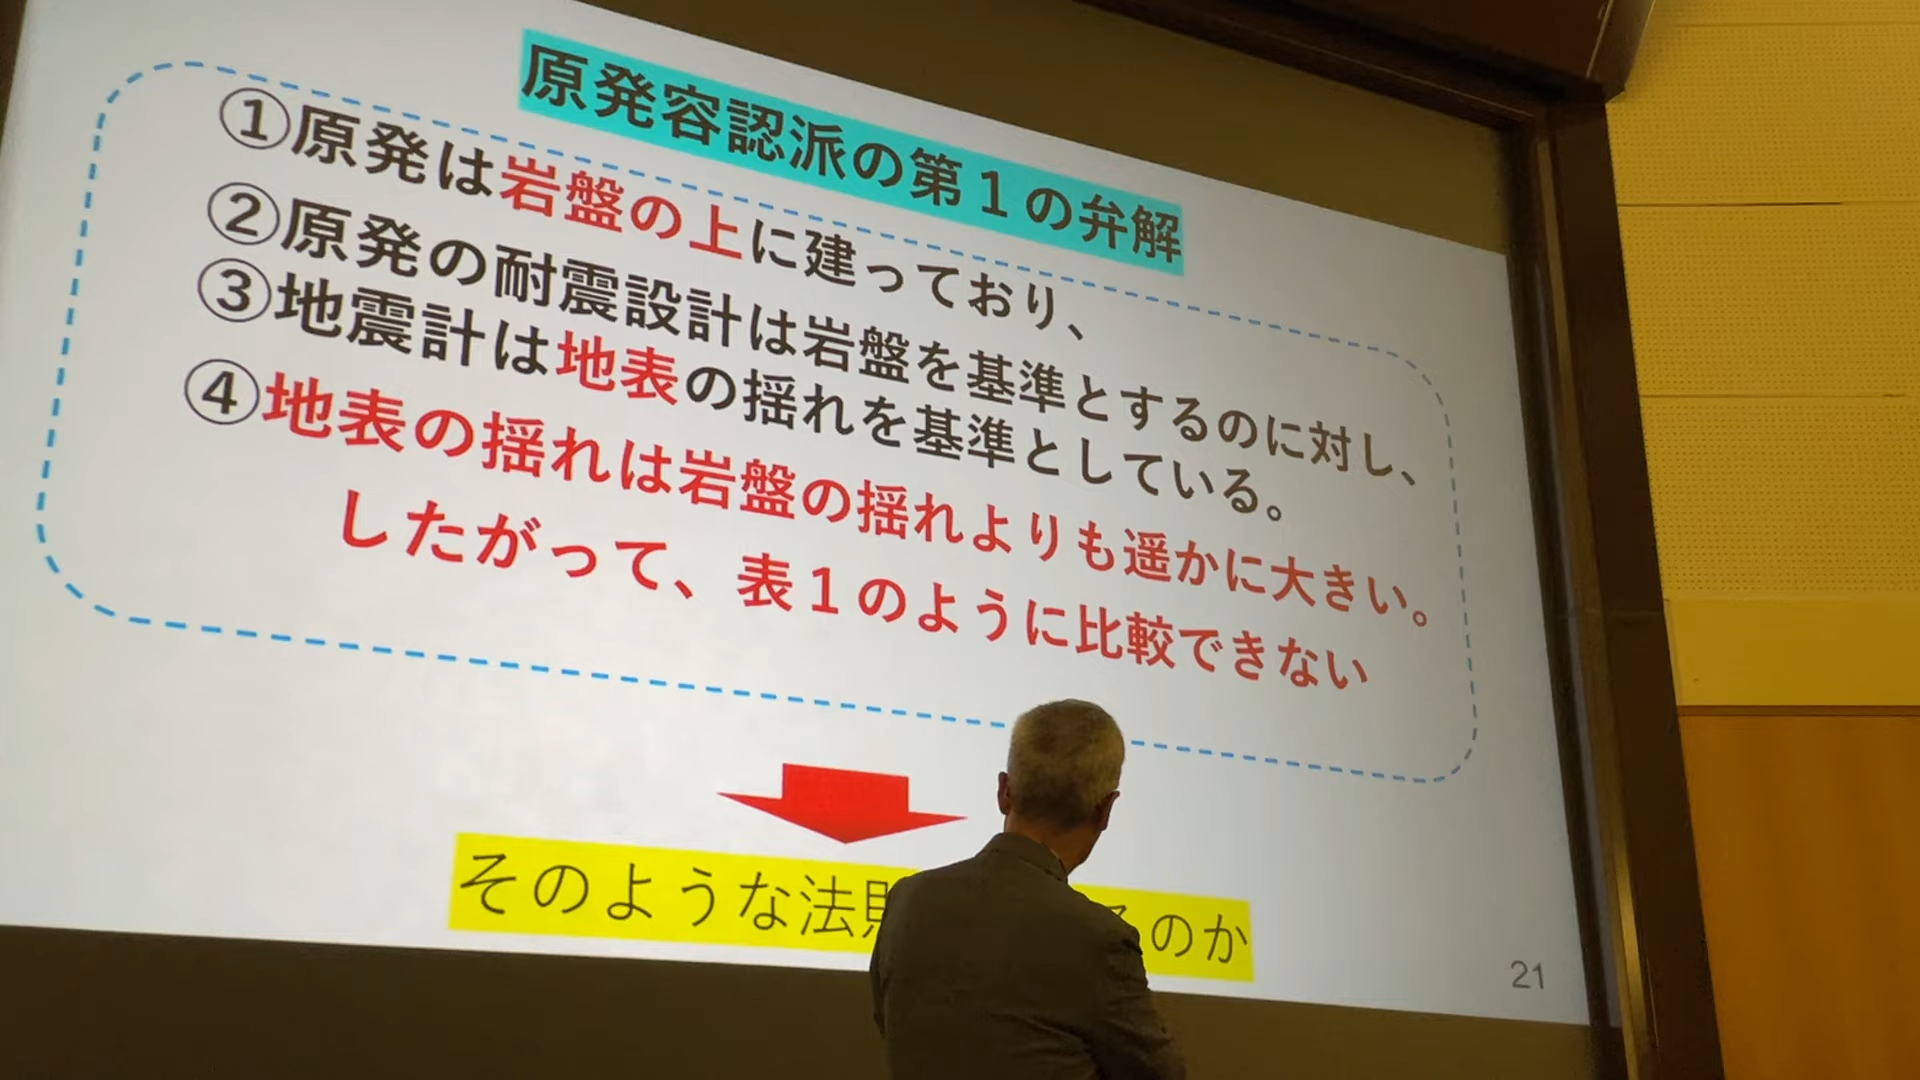 原発容認派の第１の弁解
①原発は岩盤の上に建っており、
②原発の耐震設計は岩盤を基準とするのに対し、
③地震計は地表の揺れを基準としている。
④地表の揺れは岩盤の揺れよりも遥かに大きい。
したがって、表１のように比較できない
そのような法 のか
21